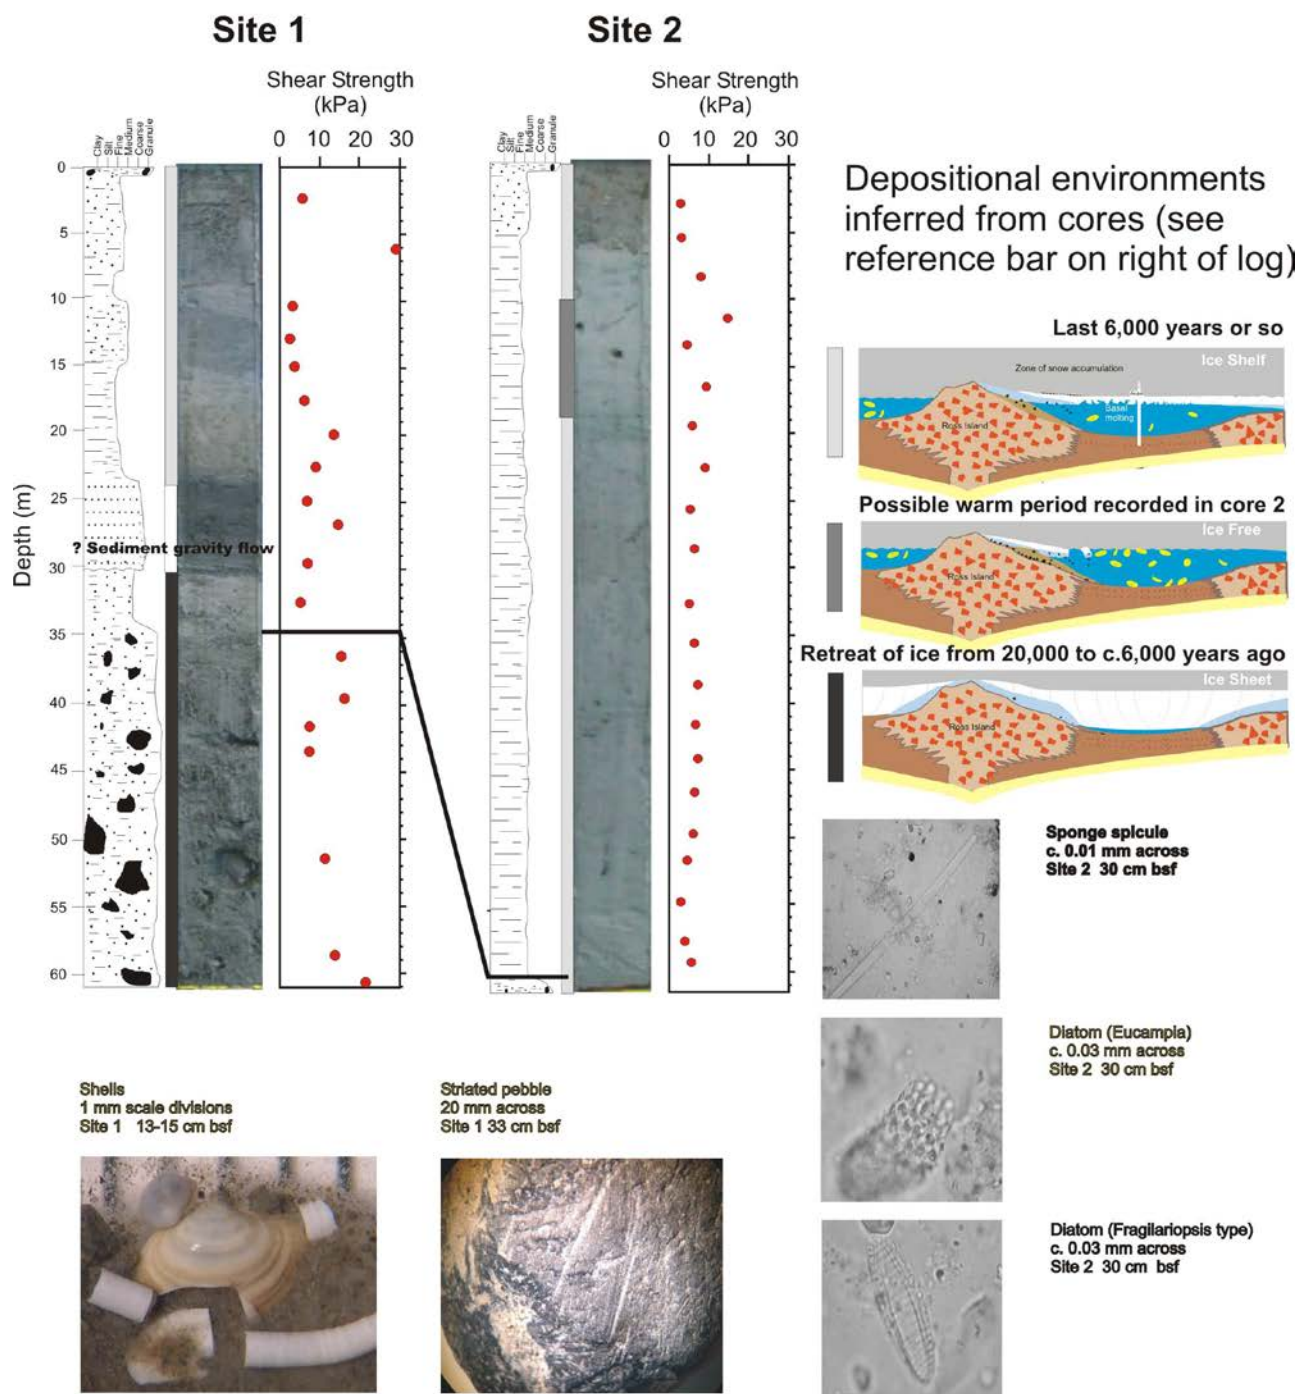 Site 1
Site 2
Shear Strength
(kPa)
0 10 20 30
Shear Strength
(kPa)
0 10 20 30
Clay
Silt
Fine
Medium
Coarse
Granule
Clay
Silt
Fine
Medium
Coarse
Granule
Depth (m)
0
5
10
15
20
25
30
35
40
45
50
55
60
? Sediment gravity flow
Depositional environments
inferred from cores (see
reference bar on right of log)
Last 6,000 years or so
Ice Shelf
Zone of snow accumulation
Basal
melting
Ross Island
Possible warm period recorded in core 2
Ice Free
Ross Island
Retreat of ice from 20,000 to c.6,000 years ago
Ice Sheet
Ross Island
Sponge spicule
c. 0.01 mm across
Site 2 30 cm bsf
Diatom (Eucampia)
c. 0.03 mm across
Site 2 30 cm bsf
Diatom (Fragilariopsis type)
c. 0.03 mm across
Site 2 30 cm bsf
Shells
1 mm scale divisions
Site 1 13-15 cm bsf
Striated pebble
20 mm across
Site 1 33 cm bsf